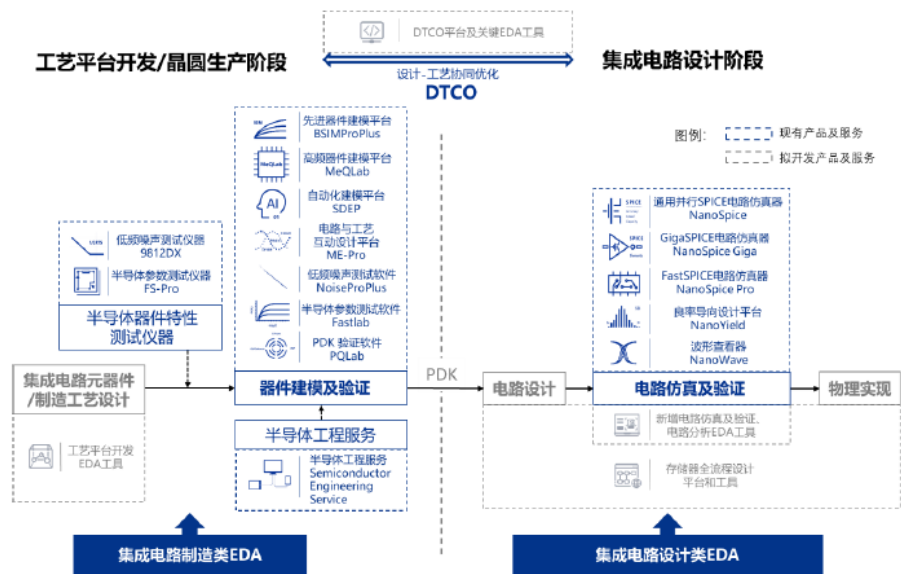 DTCO平台及关键EDA工具
工艺平台开发/晶圆生产阶段
设计-工艺协同优化
DTCO
集成电路设计阶段
图例:
现有产品及服务
拟开发产品及服务
先进器件建模平台
BSIMProPlus
MeQLab
高频器件建模平台
MeQLab
AI
自动化建模平台
SDEP
电路与工艺
互动设计平台
ME-Pro
低频噪声测试软件
NoiseProPlus
半导体参数测试软件
Fastlab
PDK 验证软件
PQLab
低频噪声测试仪器
9812DX
半导体参数测试仪器
FS-Pro
半导体器件特性
测试仪器
SPICE
通用并行SPICE电路仿真器
NanoSpice
SPICE
GigaSPICE电路仿真器
NanoSpice Giga
FastSPICE电路仿真器
NanoSpice Pro
良率导向设计平台
NanoYield
波形查看器
NanoWave
集成电路元器件
/制造工艺设计
器件建模及验证
PDK
电路设计
电路仿真及验证
物理实现
工艺平台开发
EDA工具
半导体工程服务
半导体工程服务
Semiconductor
Engineering
Service
新增电路仿真及验证、
电路分析EDA工具
存储器全流程设计
平台和工具
集成电路制造类EDA
集成电路设计类EDA